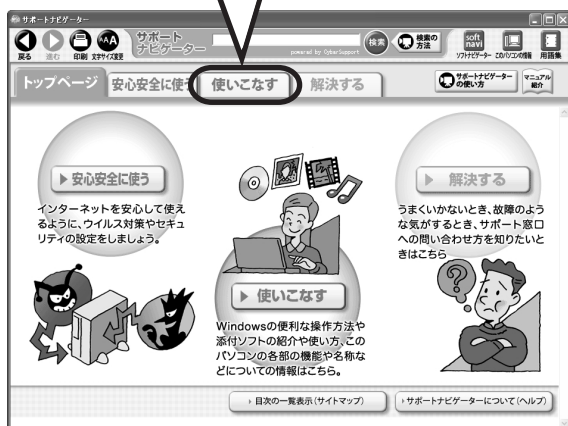 サポートナビゲーター
戻る 進む 印刷 文字サイズ変更
サポート
ナビゲーター
powered by CyberSupport
検索
検索の
方法
soft
navi
ソフトナビゲーター このパソコンの情報 用語集
トップページ 安心安全に使う 使いこなす 解決する
サポートナビゲーター
の使い方
マニュアル
紹介
安心安全に使う
インターネットを安心して使え
るように、ウイルス対策やセキュ
リティの設定をしましょう。
使いこなす
Windowsの便利な操作方法や
添付ソフトの紹介や使い方、この
パソコンの各部の機能や名称な
どについての情報はこちら。
解決する
うまくいかないとき、故障のよう
な気がするとき、サポート窓口
への問い合わせ方を知りたいと
きはこちら
目次の一覧表示(サイトマップ)
サポートナビゲーターについて(ヘルプ)